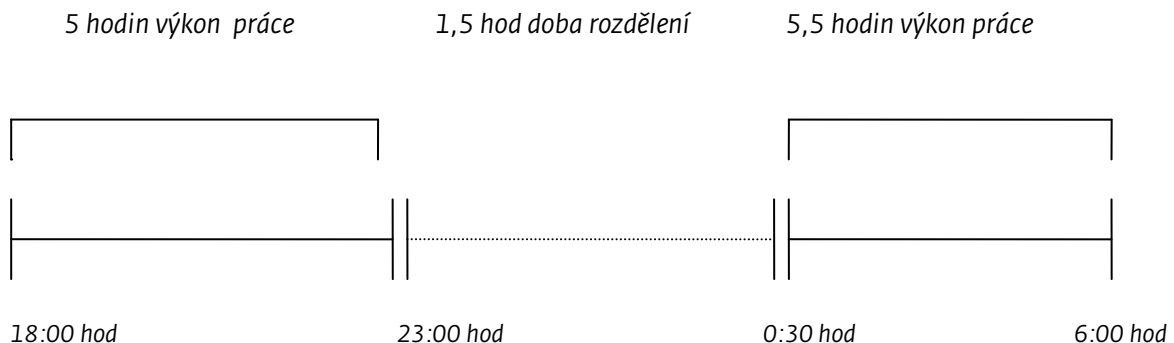 5 hodin výkon práce 1,5 hod doba rozdělení 5,5 hodin výkon práce
18:00 hod 23:00 hod 0:30 hod 6:00 hod